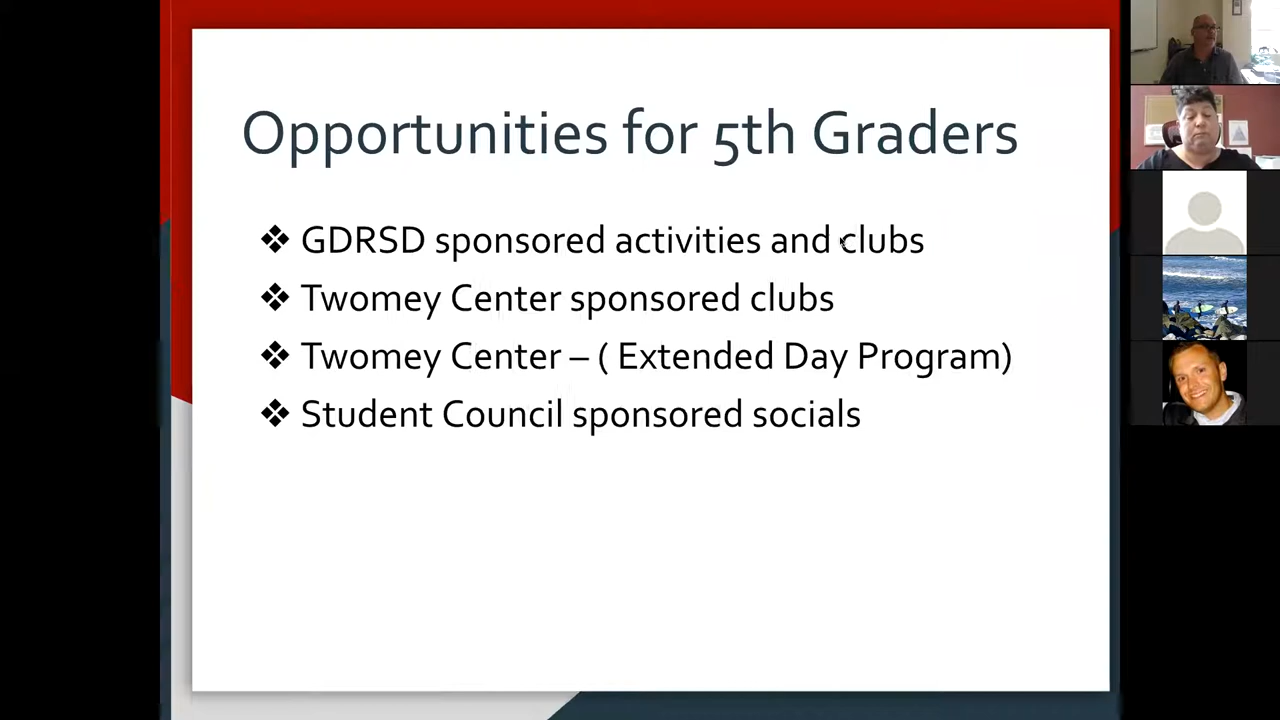 Opportunities for 5th Graders
❖ GDRSD sponsored activities and clubs
❖ Twomey Center sponsored clubs
❖ Twomey Center – ( Extended Day Program)
❖ Student Council sponsored socials